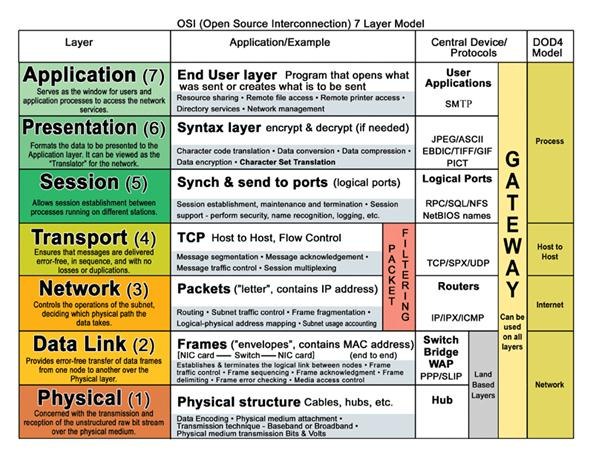 OSI (Open Source Interconnection) 7 Layer Model
Layer
Application/Example
Central Device/
Protocols
DOD4
Model
Application (7)
Serves as the window for users and
application processes to access the network
services.
End User layer Program that opens what
was sent or creates what is to be sent
Resource sharing • Remote file access • Remote printer access •
Directory services • Network management
User
Applications
SMTP
Presentation (6)
Formats the data to be presented to the
Application layer. It can be viewed as the
"Translator" for the network.
Syntax layer encrypt & decrypt (if needed)
Character code translation • Data conversion • Data compression •
Data encryption • Character Set Translation
JPEG/ASCII
EBDIC/TIFF/GIF
PICT
Process
Session (5)
Allows session establishment between
processes running on different stations.
Synch & send to ports (logical ports)
Session establishment, maintenance and termination • Session
support - perform security, name recognition, logging, etc.
Logical Ports
RPC/SQL/NFS
NetBIOS names
Transport (4)
Ensures that messages are delivered
error-free, in sequence, and with no
losses or duplications.
TCP Host to Host, Flow Control
Message segmentation • Message acknowledgement •
Message traffic control • Session multiplexing
PACKET
FILTERING
TCP/SPX/UDP
Host to
Host
Network (3)
Controls the operations of the subnet,
deciding which physical path the
data takes.
Packets ("letter", contains IP address)
Routing • Subnet traffic control • Frame fragmentation •
Logical-physical address mapping • Subnet usage accounting
Routers
IP/IPX/ICMP
Internet
GATEWAY
Can be
used
on all
layers
Data Link (2)
Provides error-free transfer of data frames
from one node to another over the
Physical layer.
Frames ("envelopes", contains MAC address)
[NIC card — Switch — NIC card] (end to end)
Establishes & terminates the logical link between nodes • Frame
traffic control • Frame sequencing • Frame acknowledgment • Frame
delimiting • Frame error checking • Media access control
Switch
Bridge
WAP
PPP/SLIP
Land
Based
Layers
Network
Physical (1)
Concerned with the transmission and
reception of the unstructured raw bit stream
over the physical medium.
Physical structure Cables, hubs, etc.
Data Encoding • Physical medium attachment •
Transmission technique - Baseband or Broadband •
Physical medium transmission Bits & Volts
Hub